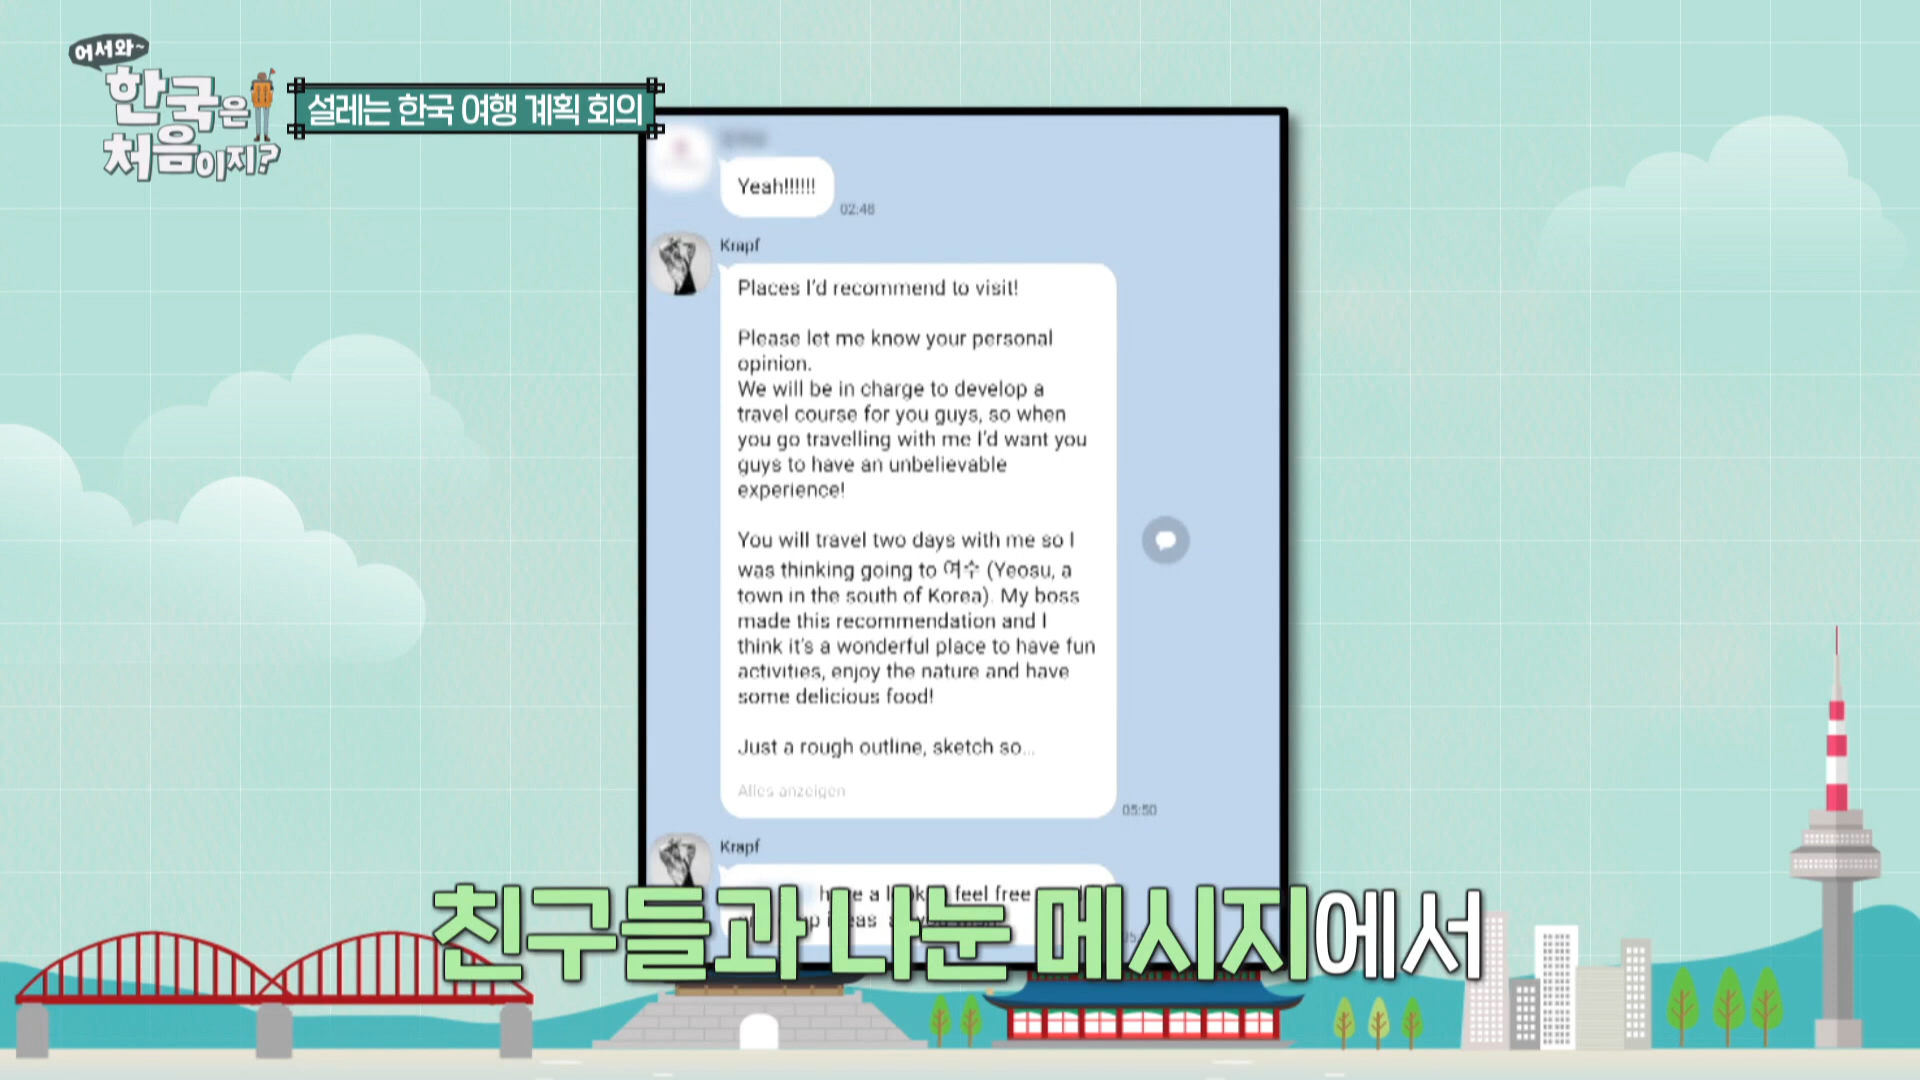 어서와~
한국은
처음이지?
설레는 한국 여행 계획 회의
Yeah!!!!!!
02:48
Krapf
Places I'd recommend to visit!
Please let me know your personal
opinion.
We will be in charge to develop a
travel course for you guys, so when
you go travelling with me I'd want you
guys to have an unbelievable
experience!
You will travel two days with me so I
was thinking going to 여수 (Yeosu, a
town in the south of Korea). My boss
made this recommendation and I
think it's a wonderful place to have fun
activities, enjoy the nature and have
some delicious food!
Just a rough outline, sketch so...
Alles anzeigen
05:50
Krapf
a feel free
친구들과 나눈 메시지에서